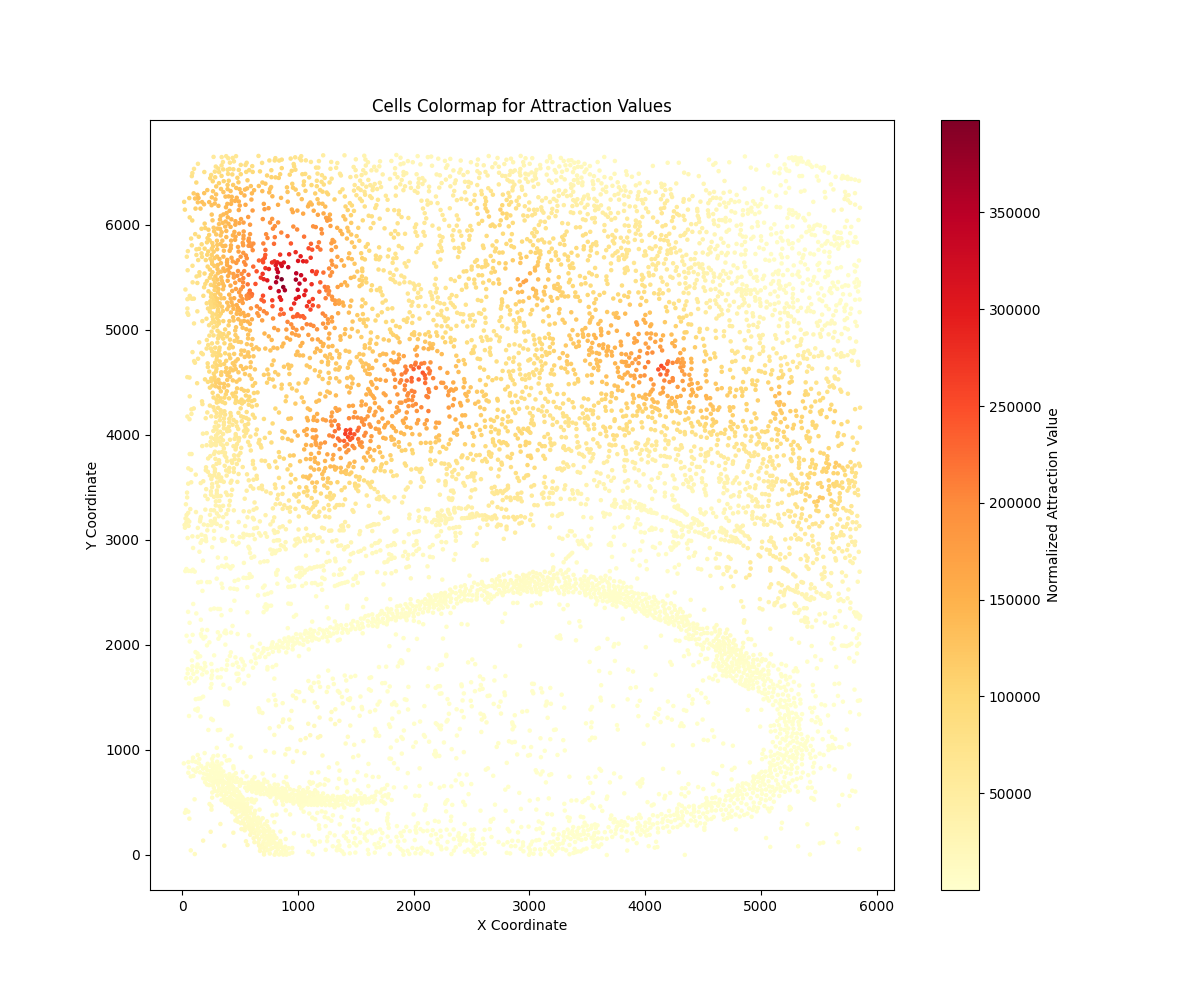 Cells Colormap for Attraction Values
6000
5000
4000
3000
2000
1000
0
Y Coordinate
0 1000 2000 3000 4000 5000 6000
X Coordinate
350000
300000
250000
200000
150000
100000
50000
Normalized Attraction Value